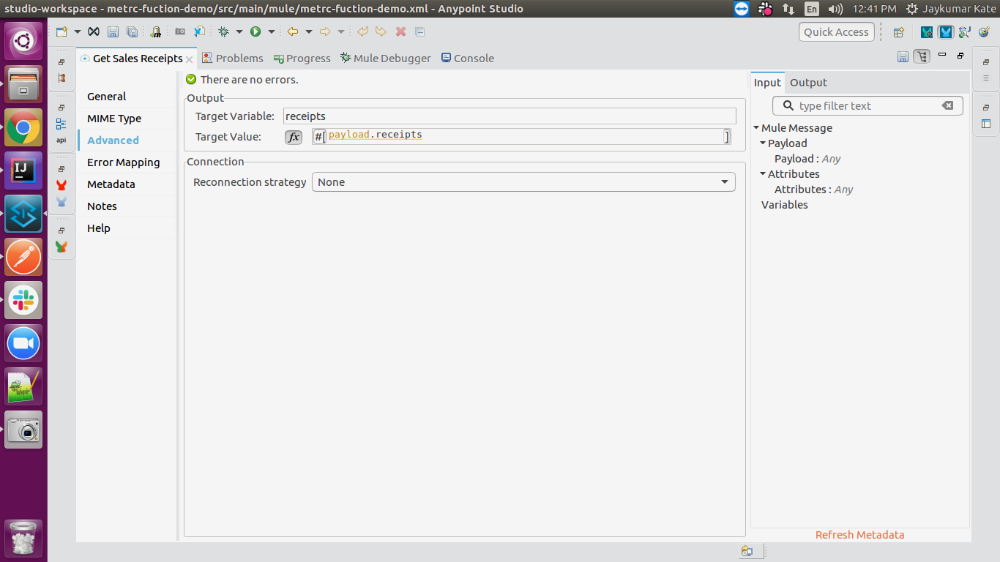 studio-workspace - metrc-fuction-demo/src/main/mule/metrc-fuction-demo.xml - Anypoint Studio
En
12:41 PM
Jaykumar Kate
Quick Access
Get Sales Receipts
Problems
Progress
Mule Debugger
Console
General
MIME Type
Advanced
Error Mapping
Metadata
Notes
Help
There are no errors.
Output
Target Variable: receipts
Target Value: fx #[ payload.receipts ]
Connection
Reconnection strategy None
Input Output
type filter text
Mule Message
Payload
Payload : Any
Attributes
Attributes : Any
Variables
Refresh Metadata
api
IJ